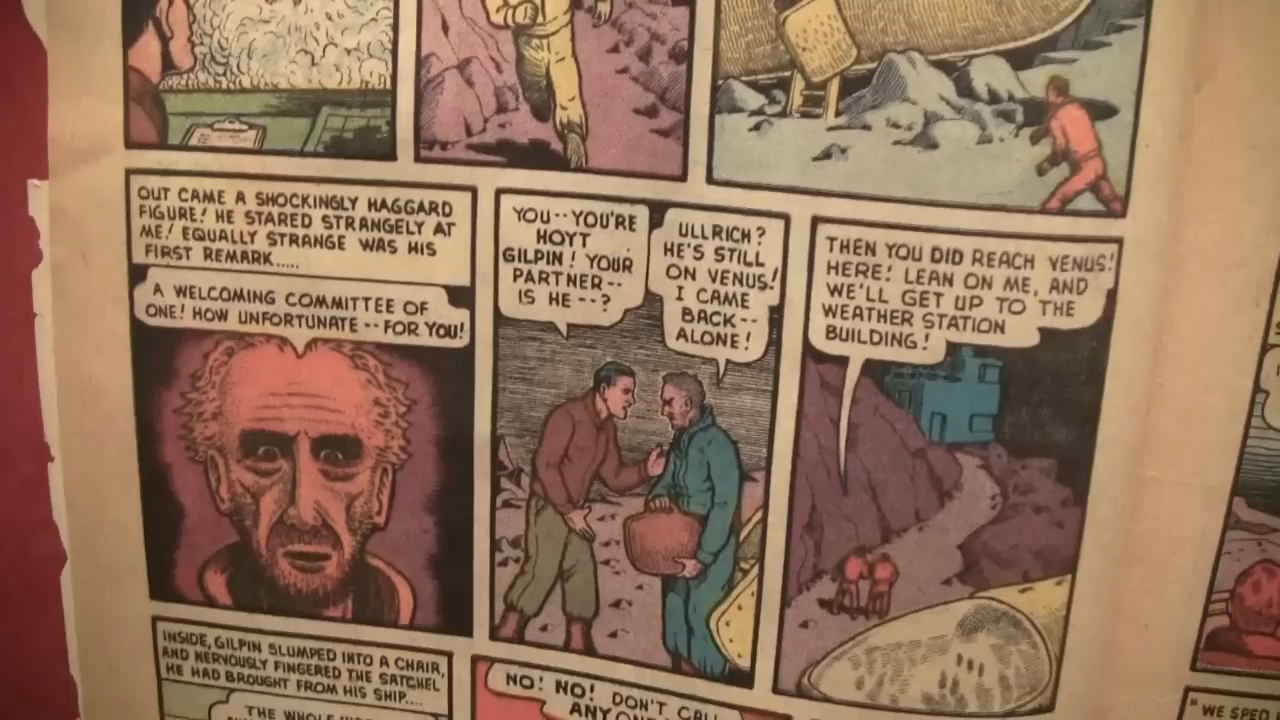 OUT CAME A SHOCKINGLY HAGGARD
FIGURE! HE STARED STRANGELY AT
ME! EQUALLY STRANGE WAS HIS
FIRST REMARK.....
A WELCOMING COMMITTEE OF
ONE! HOW UNFORTUNATE -- FOR YOU!
YOU -- YOU'RE
HOYT
GILPIN! YOUR
PARTNER--
IS HE --?
ULLRICH?
HE'S STILL
ON VENUS!
I CAME
BACK--
ALONE!
THEN YOU DID REACH VENUS!
HERE! LEAN ON ME, AND
WE'LL GET UP TO THE
WEATHER STATION
BUILDING!
INSIDE, GILPIN SLUMPED INTO A CHAIR,
AND NERVOUSLY FINGERED THE SATCHEL
HE HAD BROUGHT FROM HIS SHIP....
THE WHOLE
NO! NO! DON'T CALL
"WE SPED